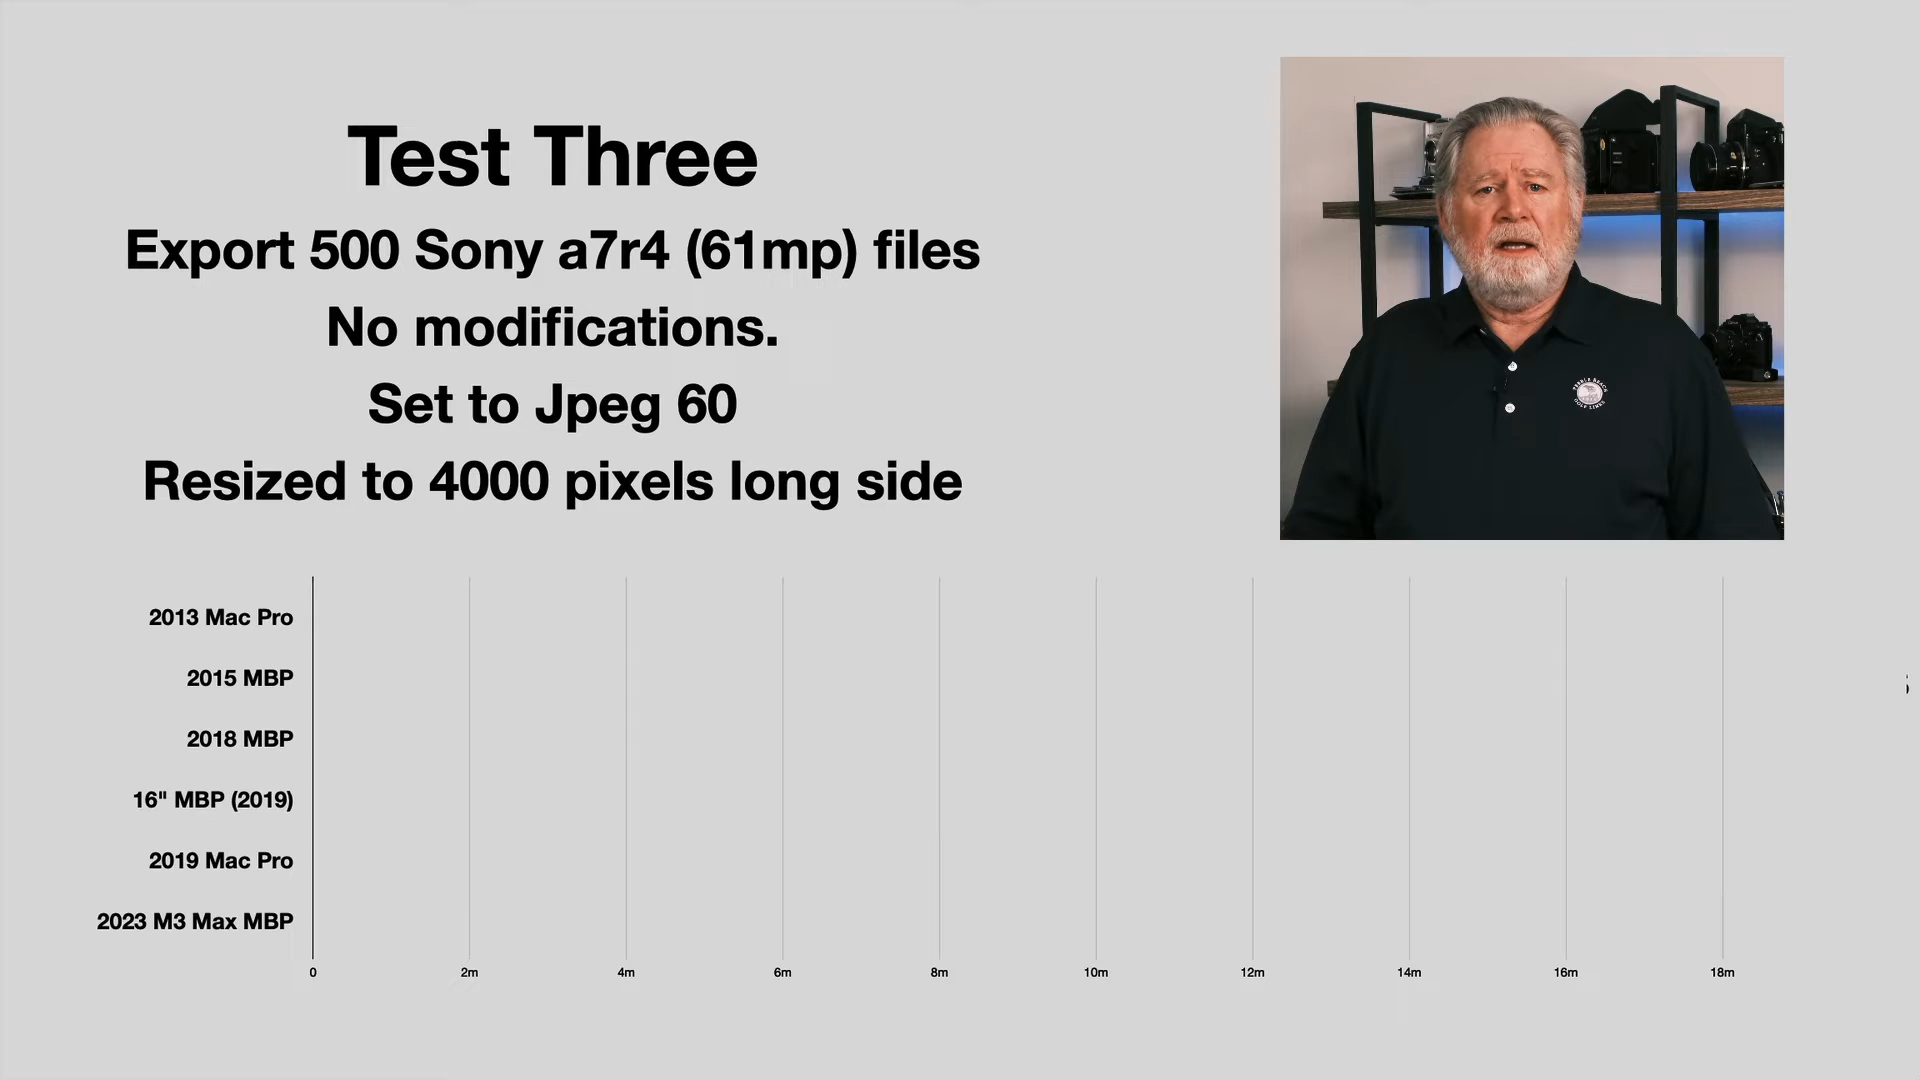 Test Three
Export 500 Sony a7r4 (61mp) files
No modifications.
Set to Jpeg 60
Resized to 4000 pixels long side
2013 Mac Pro
2015 MBP
2018 MBP
16" MBP (2019)
2019 Mac Pro
2023 M3 Max MBP
0 2m 4m 6m 8m 10m 12m 14m 16m 18m